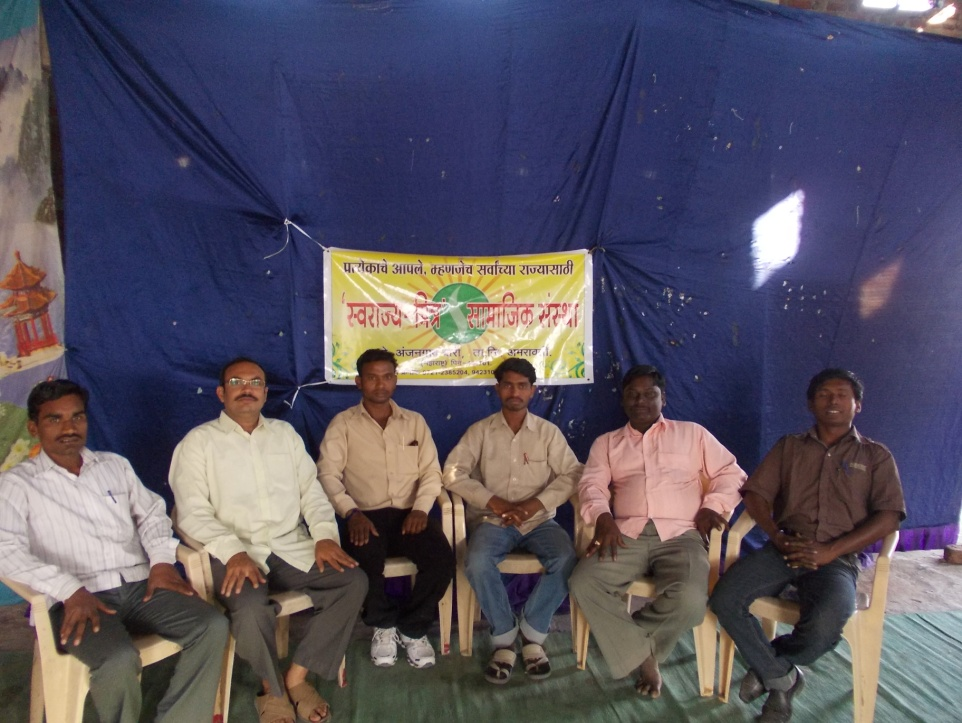 प्रत्येकाचे आपले, म्हणजेच सर्वांच्या राज्यासाठी
'स्वराज्य- मित्र' सामाजिक संस्था
अंजनगाव बारी, ता.जि. अमरावती.